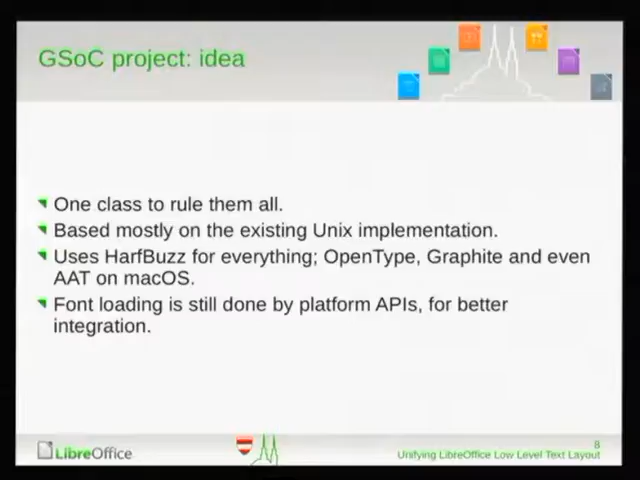 GSoC project: idea
One class to rule them all.
Based mostly on the existing Unix implementation.
Uses HarfBuzz for everything; OpenType, Graphite and even
AAT on macOS.
Font loading is still done by platform APIs, for better
integration.
LibreOffice
8
Unifying LibreOffice Low Level Text Layout